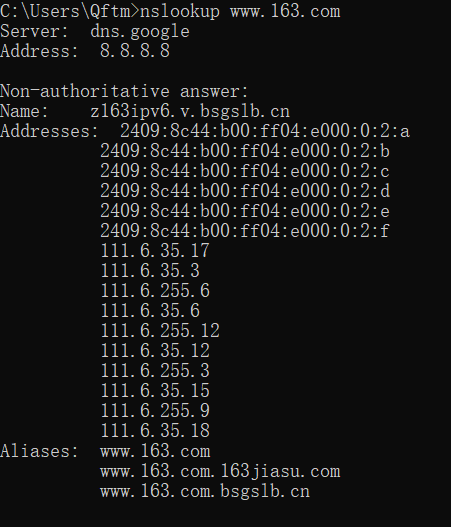 C:\Users\Qftm>nslookup www.163.com
Server:  dns.google
Address:  8.8.8.8

Non-authoritative answer:
Name:    z163ipv6.v.bsgslb.cn
Addresses:  2409:8c44:b00:ff04:e000:0:2:a
          2409:8c44:b00:ff04:e000:0:2:b
          2409:8c44:b00:ff04:e000:0:2:c
          2409:8c44:b00:ff04:e000:0:2:d
          2409:8c44:b00:ff04:e000:0:2:e
          2409:8c44:b00:ff04:e000:0:2:f
          111.6.35.17
          111.6.35.3
          111.6.255.6
          111.6.35.6
          111.6.255.12
          111.6.35.12
          111.6.255.3
          111.6.35.15
          111.6.255.9
          111.6.35.18
Aliases:  www.163.com
          www.163.com.163jiasu.com
          www.163.com.bsgslb.cn